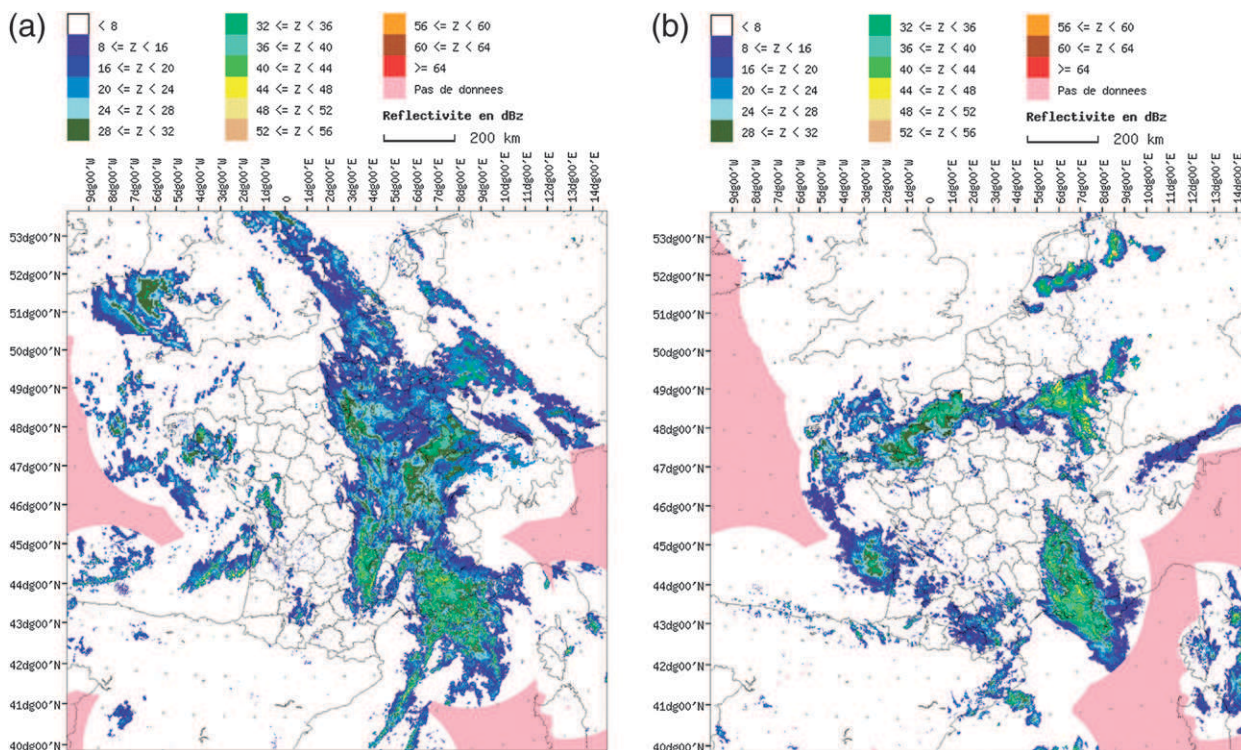 (a)
< 8
8 <= Z < 16
16 <= Z < 20
20 <= Z < 24
24 <= Z < 28
28 <= Z < 32
32 <= Z < 36
36 <= Z < 40
40 <= Z < 44
44 <= Z < 48
48 <= Z < 52
52 <= Z < 56
56 <= Z < 60
60 <= Z < 64
>= 64
Pas de donnees
Reflectivite en dBz
200 km
9dg00'W
8dg00'W
7dg00'W
6dg00'W
5dg00'W
4dg00'W
3dg00'W
2dg00'W
1dg00'W
0
1dg00'E
2dg00'E
3dg00'E
4dg00'E
5dg00'E
6dg00'E
7dg00'E
8dg00'E
9dg00'E
10dg00'E
11dg00'E
12dg00'E
13dg00'E
14dg00'E
53dg00'N
52dg00'N
51dg00'N
50dg00'N
49dg00'N
48dg00'N
47dg00'N
46dg00'N
45dg00'N
44dg00'N
43dg00'N
42dg00'N
41dg00'N
40dg00'N
(b)
< 8
8 <= Z < 16
16 <= Z < 20
20 <= Z < 24
24 <= Z < 28
28 <= Z < 32
32 <= Z < 36
36 <= Z < 40
40 <= Z < 44
44 <= Z < 48
48 <= Z < 52
52 <= Z < 56
56 <= Z < 60
60 <= Z < 64
>= 64
Pas de donnees
Reflectivite en dBz
200 km
9dg00'W
8dg00'W
7dg00'W
6dg00'W
5dg00'W
4dg00'W
3dg00'W
2dg00'W
1dg00'W
0
1dg00'E
2dg00'E
3dg00'E
4dg00'E
5dg00'E
6dg00'E
7dg00'E
8dg00'E
9dg00'E
10dg00'E
11dg00'E
12dg00'E
13dg00'E
14dg00'E
53dg00'N
52dg00'N
51dg00'N
50dg00'N
49dg00'N
48dg00'N
47dg00'N
46dg00'N
45dg00'N
44dg00'N
43dg00'N
42dg00'N
41dg00'N
40dg00'N